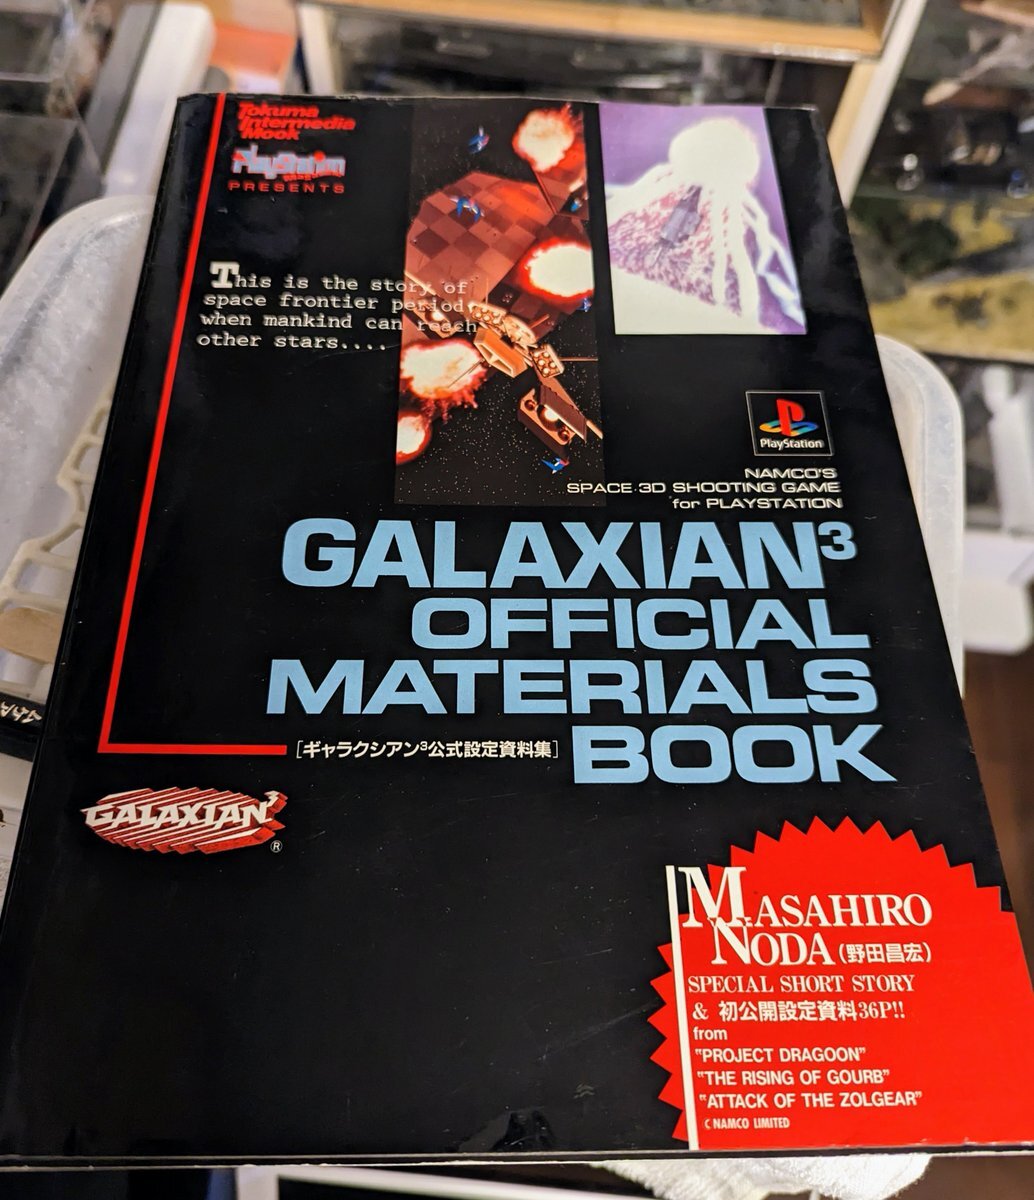 Tokuma
Intermedia
Mook
PlayStation
PRESENTS
This is the story of
space frontier period
when mankind can reach
other stars....
PlayStation
NAMCO'S
SPACE 3D SHOOTING GAME
for PLAYSTATION
GALAXIAN³
OFFICIAL
MATERIALS
BOOK
[ギャラクシアン³公式設定資料集]
GALAXIAN³
®
MASAHIRO
NODA(野田昌宏)
SPECIAL SHORT STORY
& 初公開設定資料36P!!
from
"PROJECT DRAGOON"
"THE RISING OF GOURB"
"ATTACK OF THE ZOLGEAR"
© NAMCO LIMITED